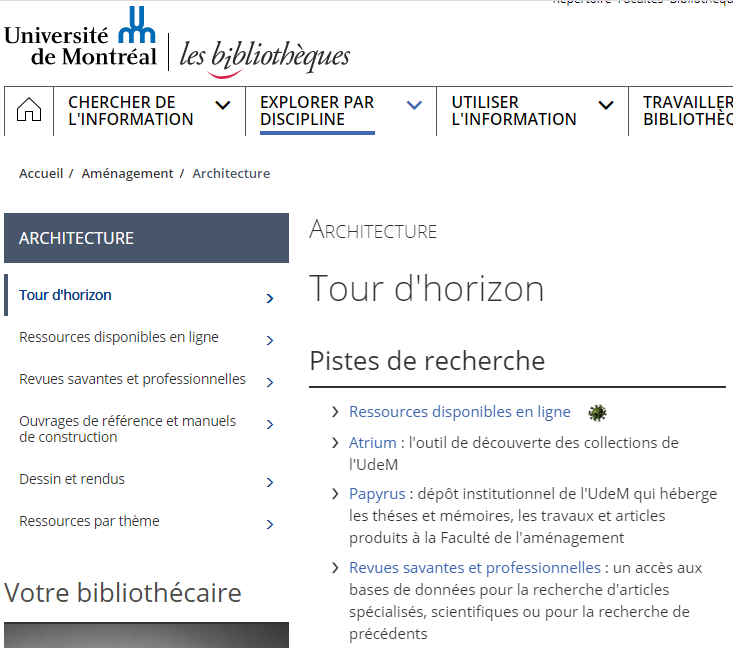 Répertoire Facultés Bibliothèqu
Université
de Montréal
les bibliothèques
CHERCHER DE
L'INFORMATION
EXPLORER PAR
DISCIPLINE
UTILISER
L'INFORMATION
TRAVAILLER
BIBLIOTHÈQ
Accueil / Aménagement / Architecture
ARCHITECTURE
Tour d'horizon
Ressources disponibles en ligne
Revues savantes et professionnelles
Ouvrages de référence et manuels
de construction
Dessin et rendus
Ressources par thème
Votre bibliothécaire
ARCHITECTURE
Tour d'horizon
Pistes de recherche
Ressources disponibles en ligne
Atrium : l'outil de découverte des collections de
l'UdeM
Papyrus : dépôt institutionnel de l'UdeM qui héberge
les théses et mémoires, les travaux et articles
produits à la Faculté de l'aménagement
Revues savantes et professionnelles : un accès aux
bases de données pour la recherche d'articles
spécialisés, scientifiques ou pour la recherche de
précédents